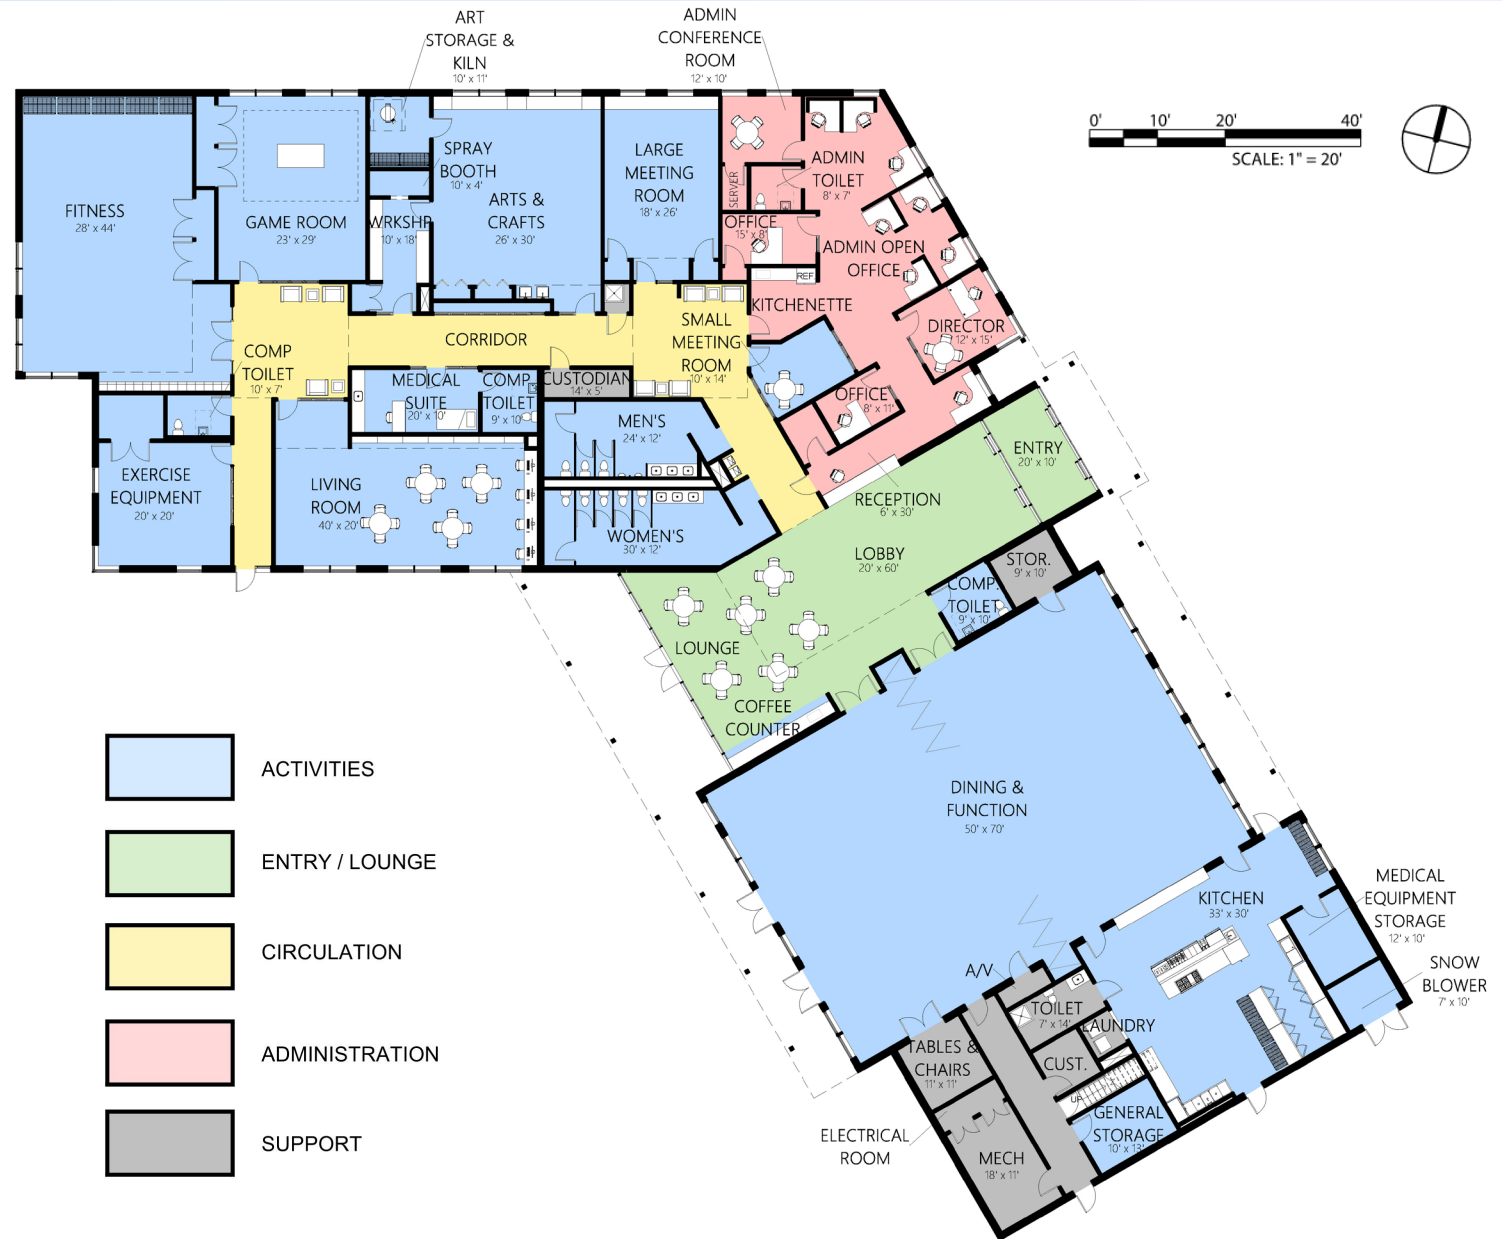 ART
STORAGE &
KILN
10' x 11'
ADMIN
CONFERENCE
ROOM
12' x 10'
0' 10' 20' 40'
SCALE: 1" = 20'
FITNESS
28' x 44'
GAME ROOM
23' x 29'
SPRAY
BOOTH
10' x 4'
WRKSHP
10' x 18'
ARTS &
CRAFTS
26' x 30'
LARGE
MEETING
ROOM
18' x 26'
SERVER
ADMIN
TOILET
8' x 7'
OFFICE
15' x 8'
ADMIN OPEN
OFFICE
REF.
KITCHENETTE
DIRECTOR
12' x 15'
CORRIDOR
SMALL
MEETING
ROOM
10' x 14'
COMP
TOILET
10' x 7'
MEDICAL
SUITE
20' x 10'
COMP.
TOILET
9' x 10'
CUSTODIAN
14' x 5'
OFFICE
8' x 11'
MEN'S
24' x 12'
ENTRY
20' x 10'
EXERCISE
EQUIPMENT
20' x 20'
LIVING
ROOM
40' x 20'
RECEPTION
6' x 30'
WOMEN'S
30' x 12'
LOBBY
20' x 60'
STOR.
9' x 10'
COMP.
TOILET
9' x 10'
LOUNGE
COFFEE
COUNTER
ACTIVITIES
DINING &
FUNCTION
50' x 70'
ENTRY / LOUNGE
KITCHEN
33' x 30'
MEDICAL
EQUIPMENT
STORAGE
12' x 10'
CIRCULATION
A/V
SNOW
BLOWER
7' x 10'
TOILET
7' x 14'
LAUNDRY
ADMINISTRATION
TABLES &
CHAIRS
11' x 11'
CUST.
UP
GENERAL
STORAGE
10' x 13'
SUPPORT
ELECTRICAL
ROOM
MECH
18' x 11'